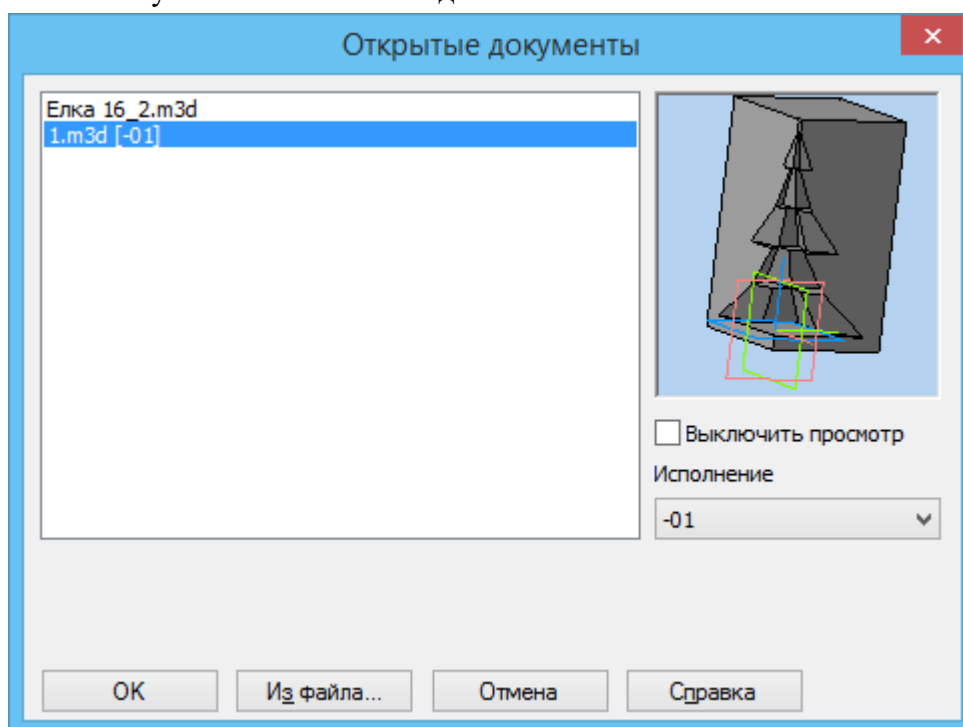 Открытые документы
Елка 16_2.m3d
1.m3d [-01]
Выключить просмотр
Исполнение
-01
OK
Из файла...
Отмена
Справка